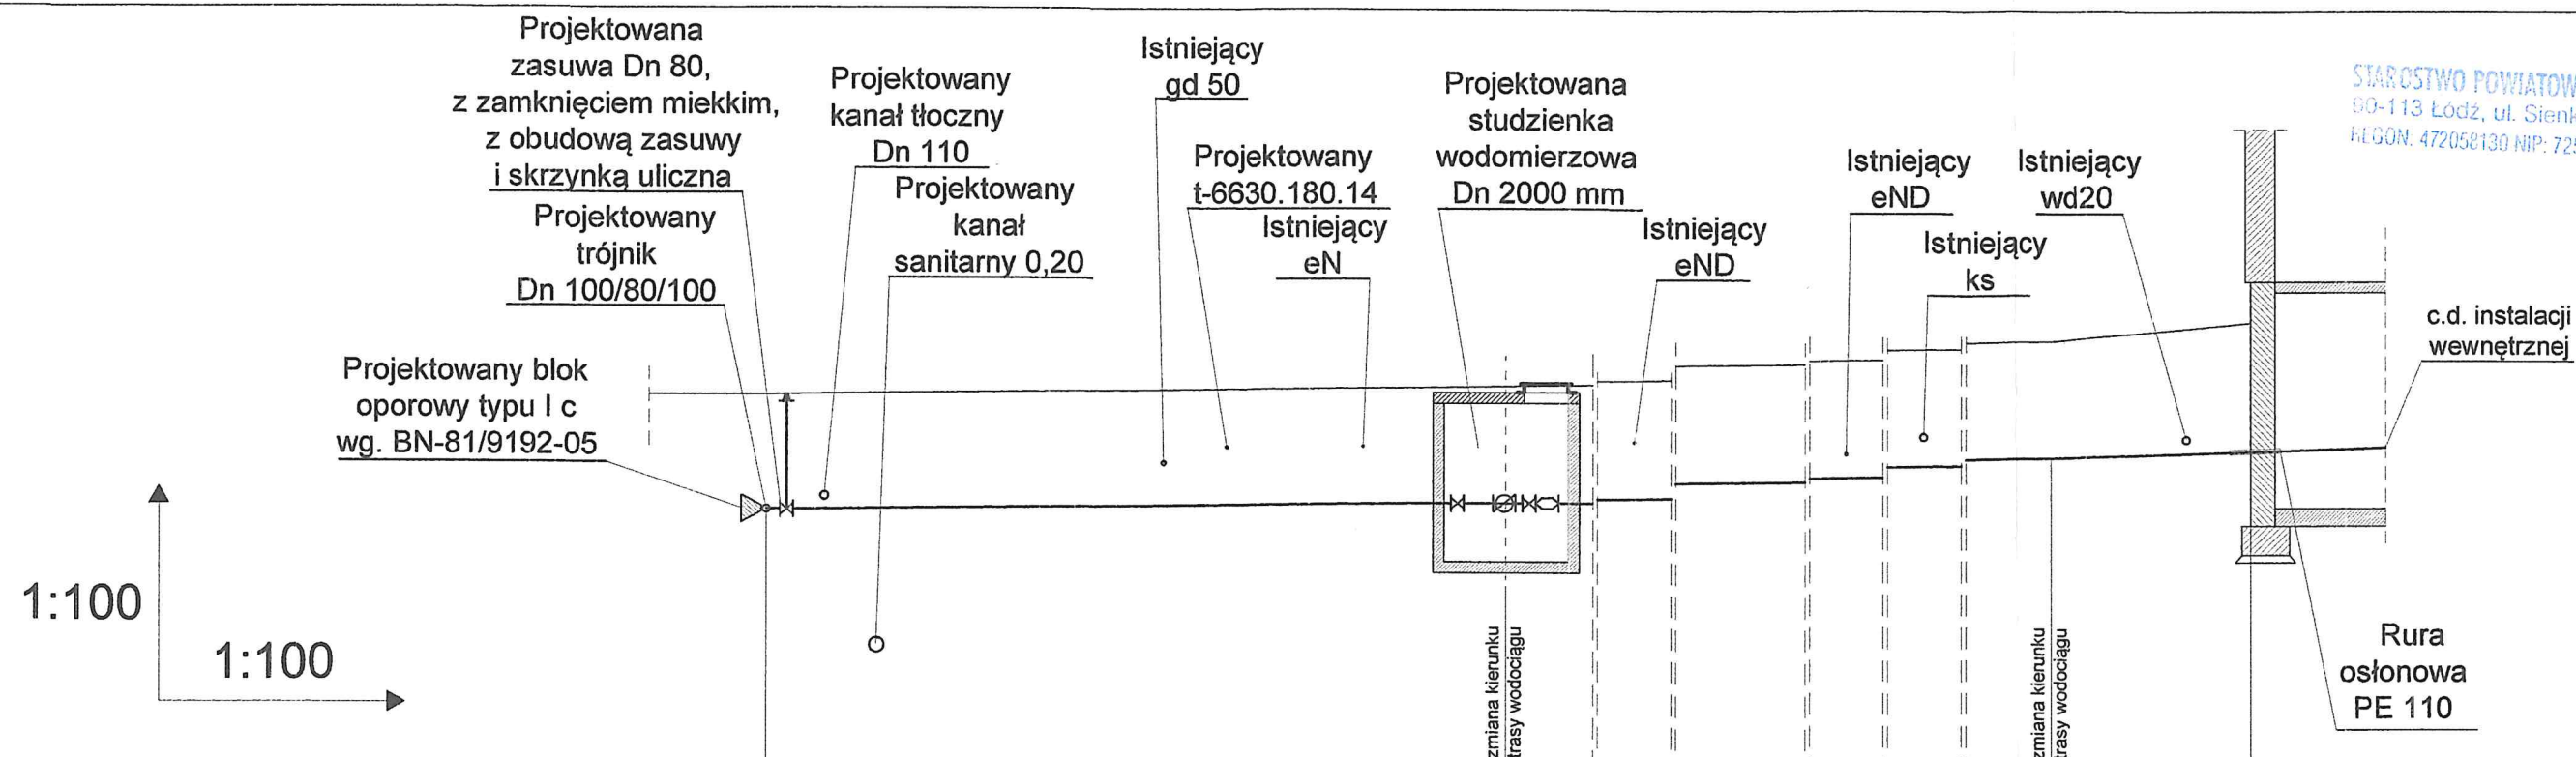 Projektowana
zasuwa Dn 80,
z zamknięciem miekkim,
z obudową zasuwy
i skrzynką uliczna
Projektowany
trójnik
Dn 100/80/100
Projektowany blok
oporowy typu I c
wg. BN-81/9192-05
Projektowany
kanał tłoczny
Dn 110
Projektowany
kanał
sanitarny 0,20
Istniejący
gd 50
Projektowany
t-6630.180.14
Istniejący
eN
Projektowana
studzienka
wodomierzowa
Dn 2000 mm
Istniejący
eND
Istniejący
eND
Istniejący
ks
Istniejący
wd20
STAROSTWO POWIATOW
90-113 Łódź, ul. Sienk
REGON: 472058130 NIP: 725
c.d. instalacji
wewnętrznej
Rura
osłonowa
PE 110
zmiana kierunku
trasy wodociągu
zmiana kierunku
trasy wodociągu
1:100
1:100